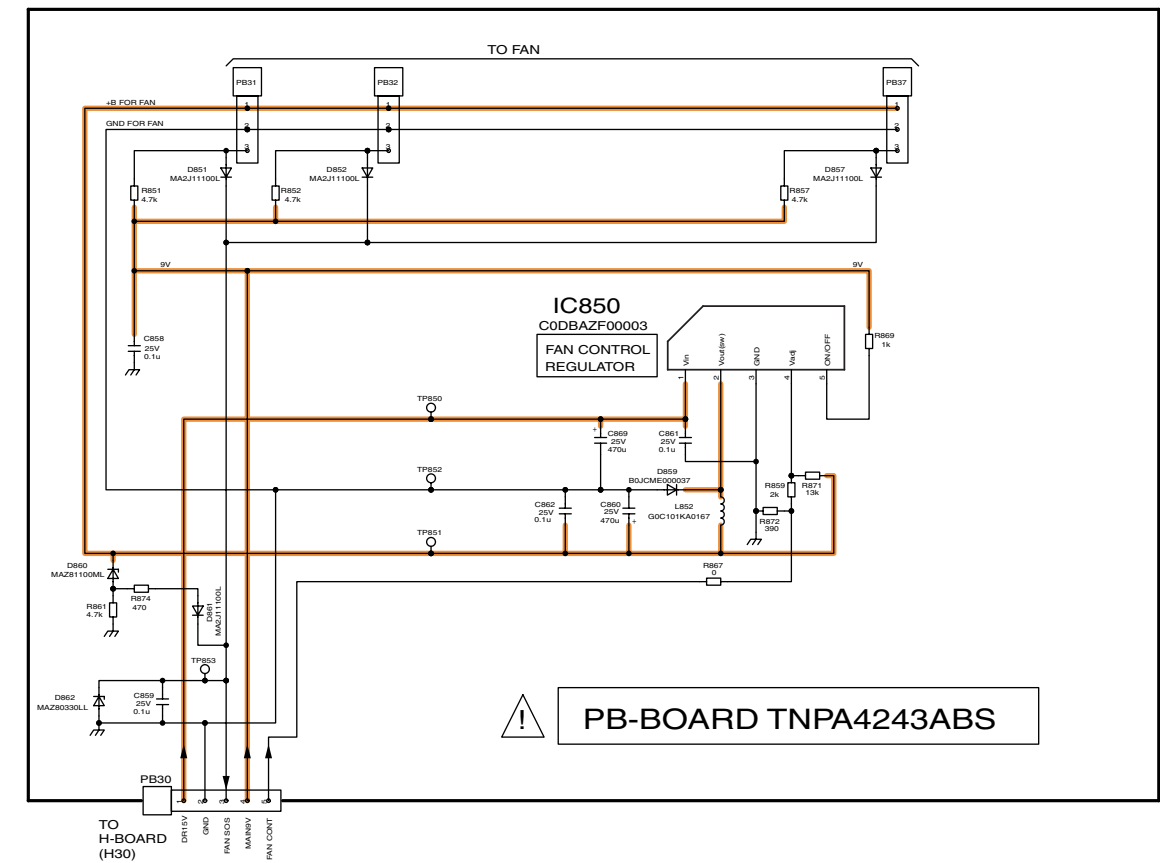 TO FAN
PB31
PB32
PB37
+B FOR FAN
1
1
1
GND FOR FAN
2
2
2
3
3
3
D851
MA2J11100L
D852
MA2J11100L
D857
MA2J11100L
R851
4.7k
R852
4.7k
R857
4.7k
9V
9V
IC850
C0DBAZF00003
FAN CONTROL
REGULATOR
Vin
Vout(sw)
GND
Vadj
ON/OFF
1
2
3
4
5
R869
1k
C858
25V
0.1u
TP850
+
C869
25V
470u
C861
25V
0.1u
TP852
D859
B0JCME000037
R859
2k
R871
13k
C862
25V
0.1u
C860
25V
470u
+
L852
G0C101KA0167
R872
390
TP851
D860
MAZ81100ML
R867
0
R874
470
R861
4.7k
D861
MA2J11100L
TP853
D862
MAZ80330LL
C859
25V
0.1u
!
PB-BOARD TNPA4243ABS
PB30
1
2
3
4
5
DR15V
GND
FAN SOS
MAIN9V
FAN CONT
TO
H-BOARD
(H30)